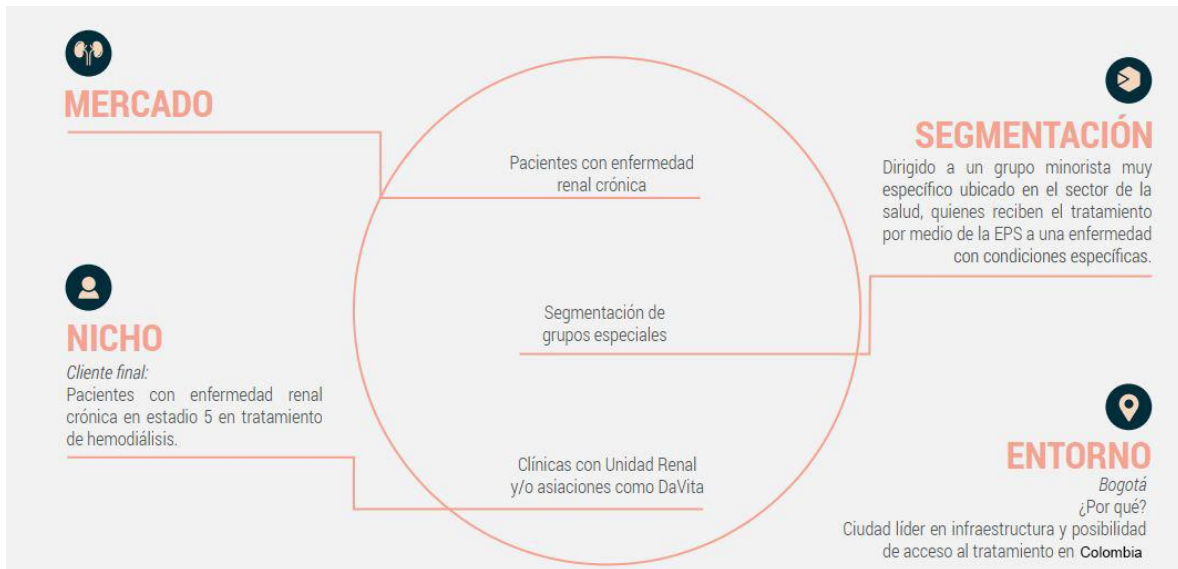 MERCADO
Pacientes con enfermedad
renal crónica
SEGMENTACIÓN
Dirigido a un grupo minorista muy
específico ubicado en el sector de la
salud, quienes reciben el tratamiento
por medio de la EPS a una enfermedad
con condiciones específicas.
NICHO
Cliente final:
Pacientes con enfermedad renal
crónica en estadio 5 en tratamiento
de hemodiálisis.
Segmentación de
grupos especiales
Clínicas con Unidad Renal
y/o asiaciones como DaVita
ENTORNO
Bogotá
¿Por qué?
Ciudad líder en infraestructura y posibilidad
de acceso al tratamiento en Colombia